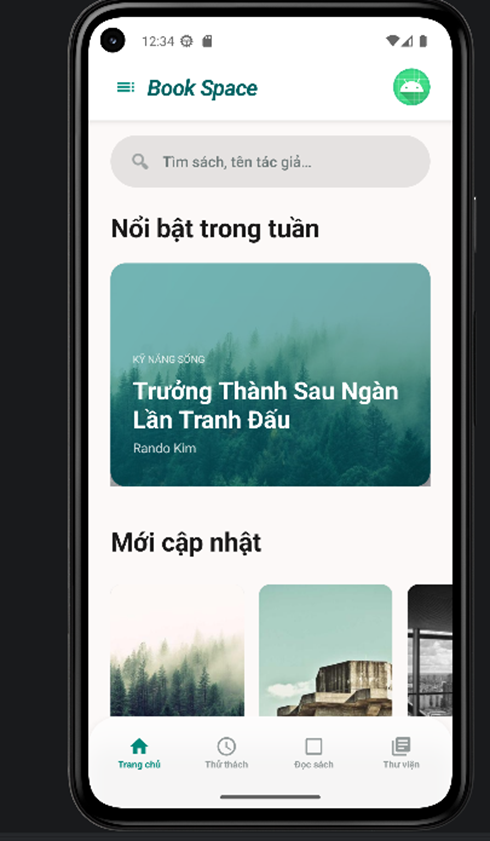 12:34
Book Space
Tìm sách, tên tác giả...
Nổi bật trong tuần
KỸ NĂNG SỐNG
Trưởng Thành Sau Ngàn
Lần Tranh Đấu
Rando Kim
Mới cập nhật
Trang chủ Thử thách Đọc sách Thư viện